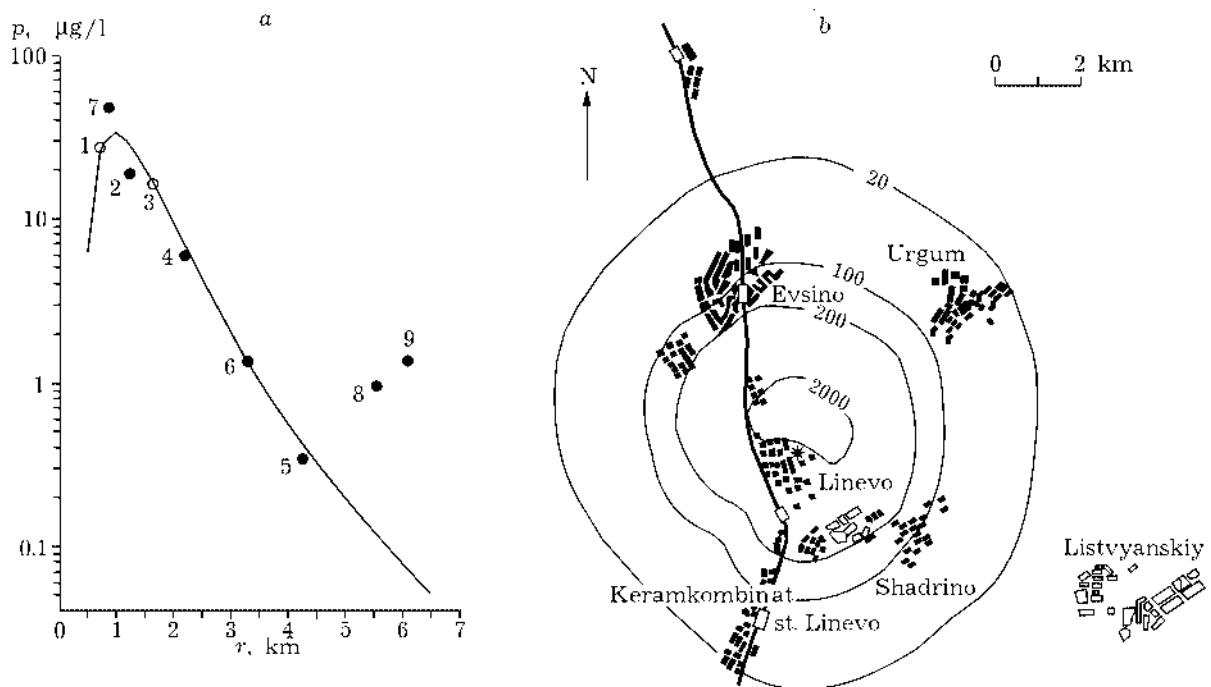 a
p, μg/l
100
10
1
0.1
7
1
2
3
4
6
5
9
8
0 1 2 3 4 5 6 7
r, km
b
N
0 2 km
20
Urgum
100
Evsino
200
2000
Linevo
Listvyanskiy
Shadrino
Keramkombinat
st. Linevo